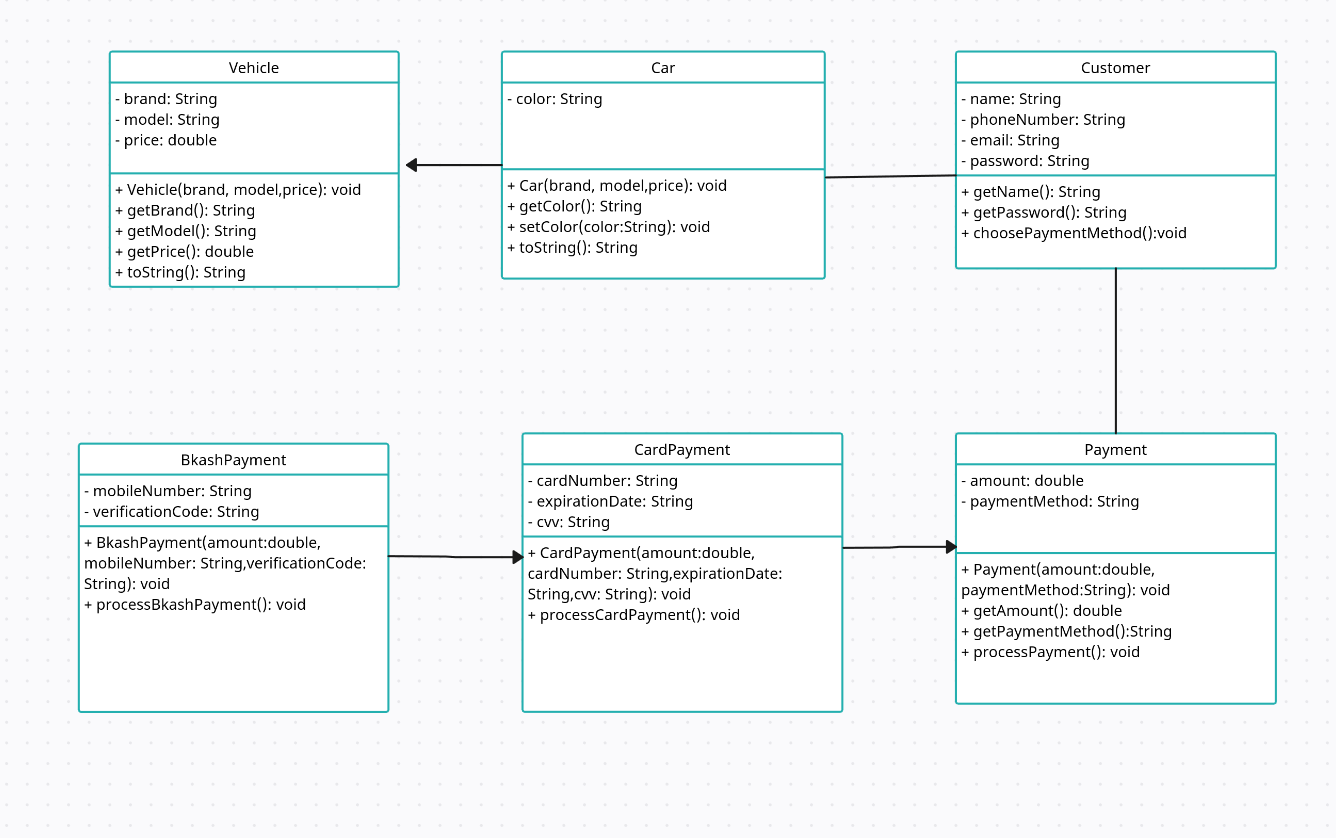 Vehicle
- brand: String
- model: String
- price: double
+ Vehicle(brand, model,price): void
+ getBrand(): String
+ getModel(): String
+ getPrice(): double
+ toString(): String
Car
- color: String
+ Car(brand, model,price): void
+ getColor(): String
+ setColor(color:String): void
+ toString(): String
Customer
- name: String
- phoneNumber: String
- email: String
- password: String
+ getName(): String
+ getPassword(): String
+ choosePaymentMethod():void
BkashPayment
- mobileNumber: String
- verificationCode: String
+ BkashPayment(amount:double,
mobileNumber: String,verificationCode:
String): void
+ processBkashPayment(): void
CardPayment
- cardNumber: String
- expirationDate: String
- cvv: String
+ CardPayment(amount:double,
cardNumber: String,expirationDate:
String,cvv: String): void
+ processCardPayment(): void
Payment
- amount: double
- paymentMethod: String
+ Payment(amount:double,
paymentMethod:String): void
+ getAmount(): double
+ getPaymentMethod():String
+ processPayment(): void